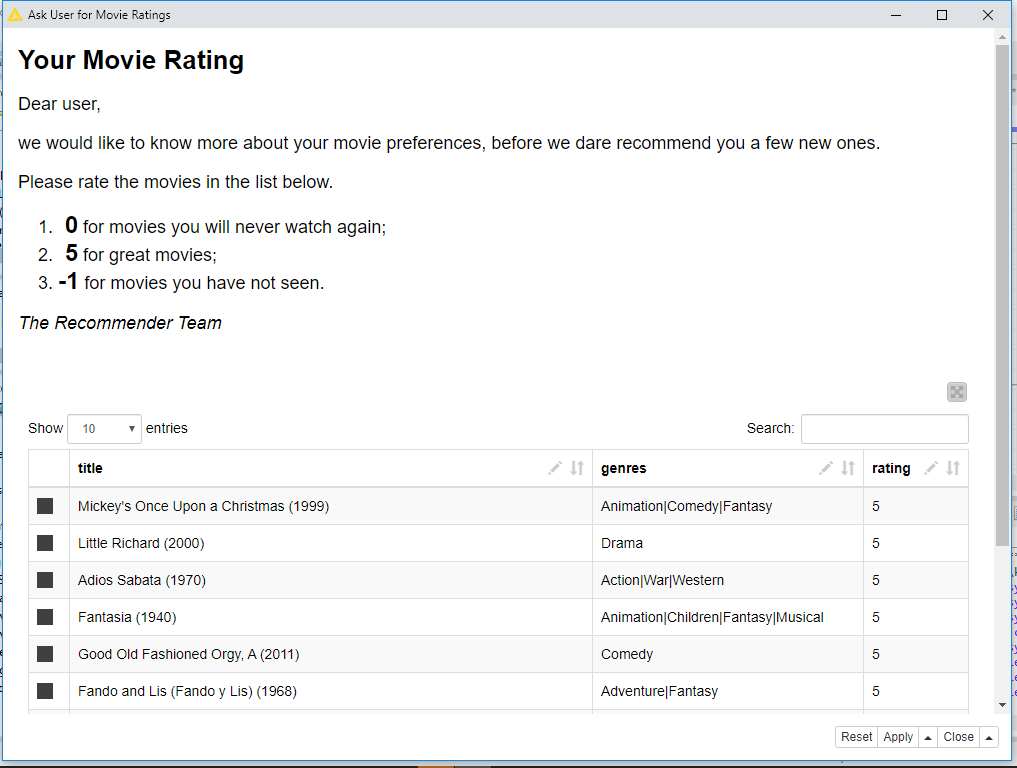 Ask User for Movie Ratings
Your Movie Rating
Dear user,
we would like to know more about your movie preferences, before we dare recommend you a few new ones.
Please rate the movies in the list below.
1. 0 for movies you will never watch again;
2. 5 for great movies;
3. -1 for movies you have not seen.
The Recommender Team
Show 10 entries Search:
title genres rating
Mickey's Once Upon a Christmas (1999) Animation|Comedy|Fantasy 5
Little Richard (2000) Drama 5
Adios Sabata (1970) Action|War|Western 5
Fantasia (1940) Animation|Children|Fantasy|Musical 5
Good Old Fashioned Orgy, A (2011) Comedy 5
Fando and Lis (Fando y Lis) (1968) Adventure|Fantasy 5
Reset Apply Close